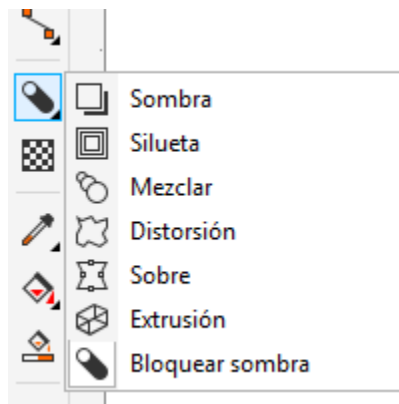 Sombra
Silueta
Mezclar
Distorsión
Sobre
Extrusión
Bloquear sombra